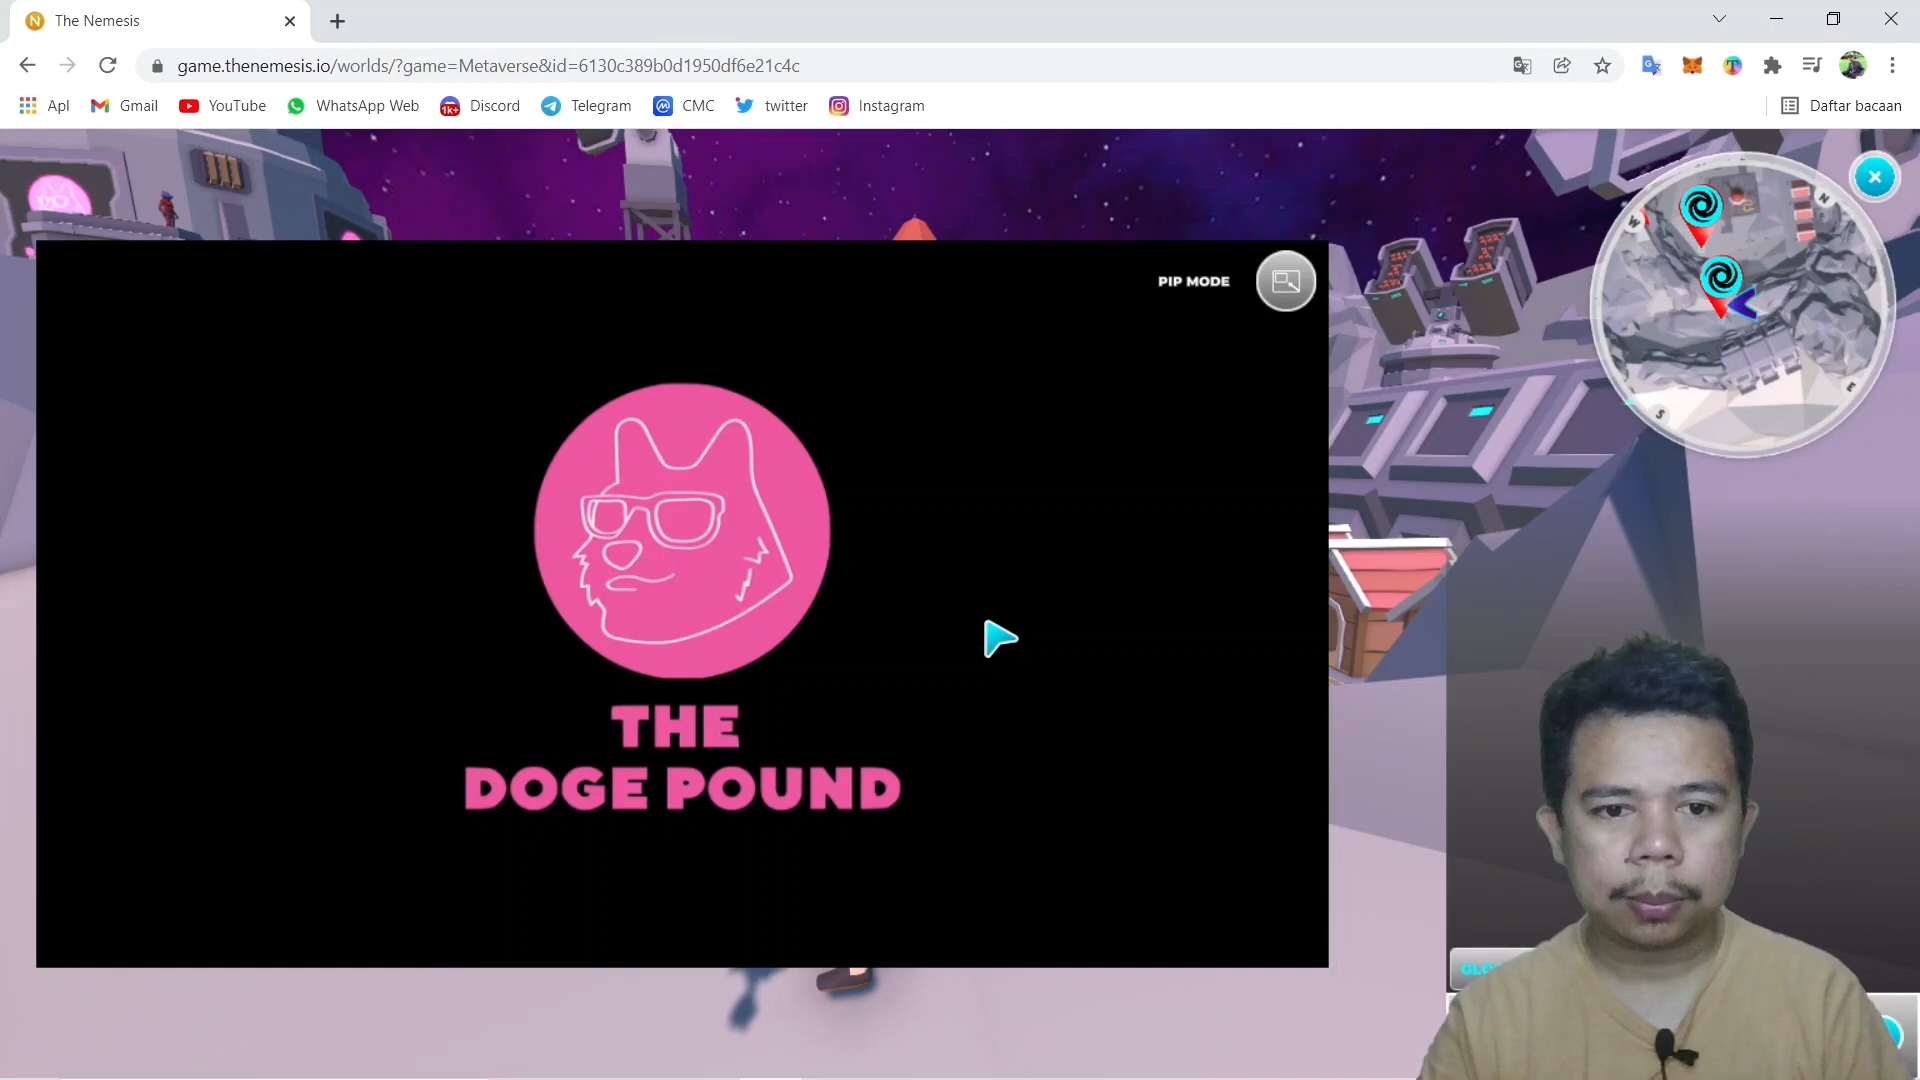 The Nemesis
game.thenemesis.io/worlds/?game=Metaverse&id=6130c389b0d1950df6e21c4c
Apl Gmail YouTube WhatsApp Web 1k+ Discord Telegram CMC twitter Instagram Daftar bacaan
PIP MODE
N
W
E
S
THE
DOGE POUND